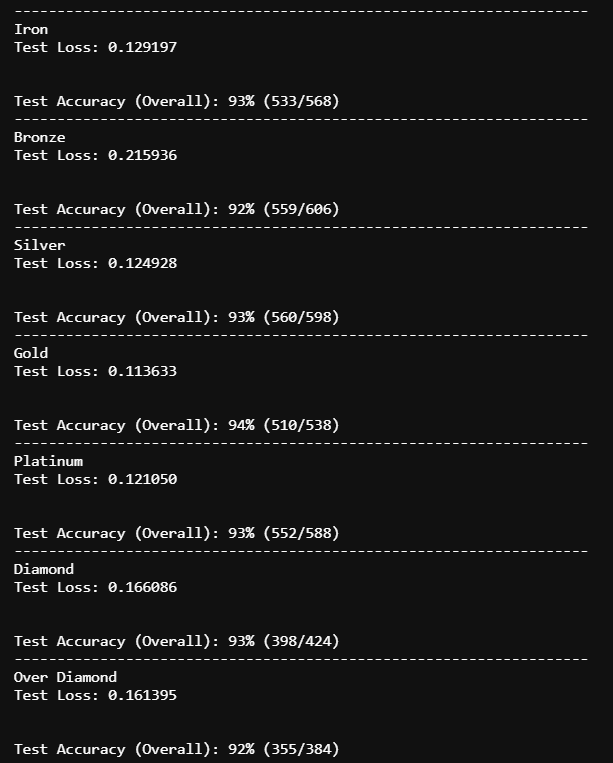 --------------------------------------------------------------------
Iron
Test Loss: 0.129197
Test Accuracy (Overall): 93% (533/568)
--------------------------------------------------------------------
Bronze
Test Loss: 0.215936
Test Accuracy (Overall): 92% (559/606)
--------------------------------------------------------------------
Silver
Test Loss: 0.124928
Test Accuracy (Overall): 93% (560/598)
--------------------------------------------------------------------
Gold
Test Loss: 0.113633
Test Accuracy (Overall): 94% (510/538)
--------------------------------------------------------------------
Platinum
Test Loss: 0.121050
Test Accuracy (Overall): 93% (552/588)
--------------------------------------------------------------------
Diamond
Test Loss: 0.166086
Test Accuracy (Overall): 93% (398/424)
--------------------------------------------------------------------
Over Diamond
Test Loss: 0.161395
Test Accuracy (Overall): 92% (355/384)